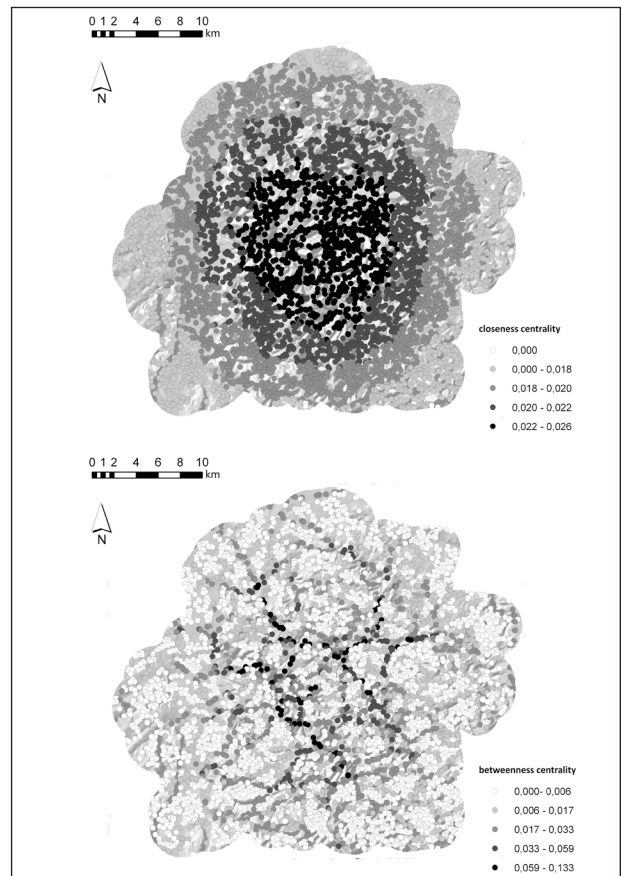 0 1 2 4 6 8 10
km
N
closeness centrality
0,000
0,000 - 0,018
0,018 - 0,020
0,020 - 0,022
0,022 - 0,026
0 1 2 4 6 8 10
km
N
betweenness centrality
0,000- 0,006
0,006 - 0,017
0,017 - 0,033
0,033 - 0,059
0,059 - 0,133